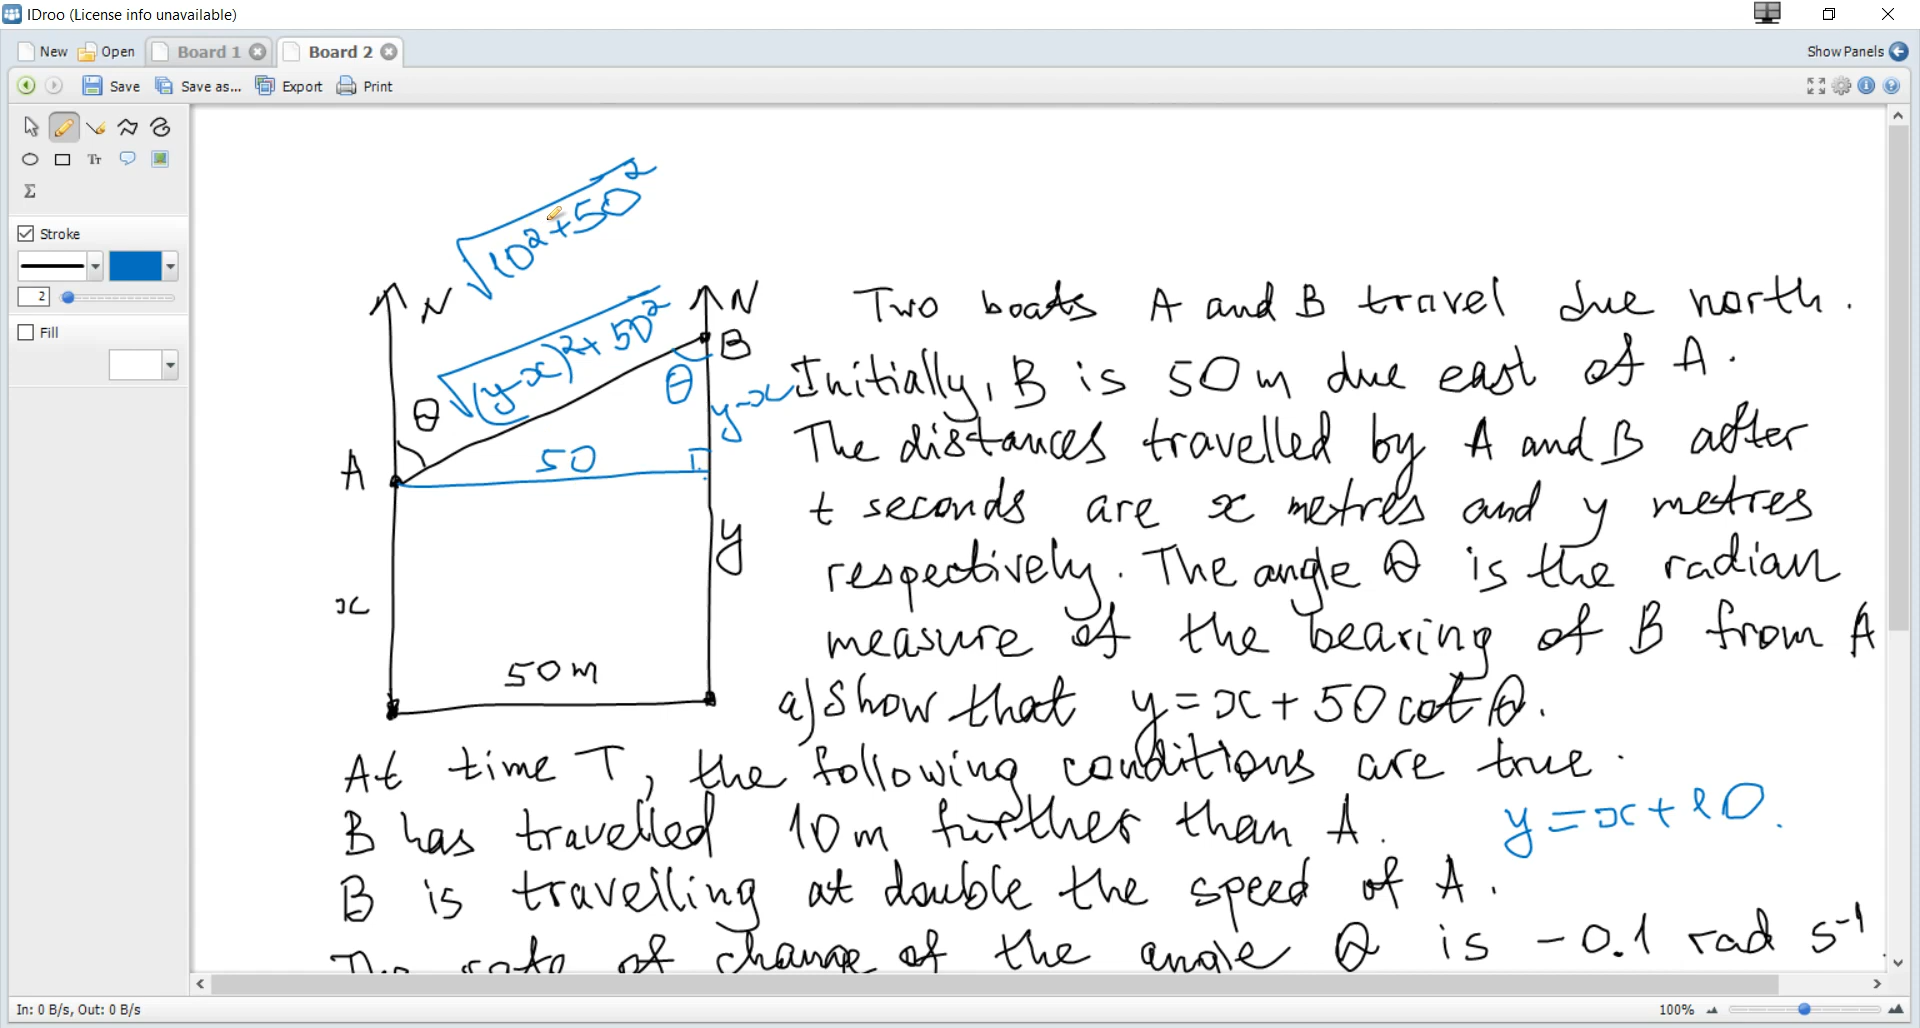 IDroo (License info unavailable)
New Open Board 1 Board 2 Show Panels
Save Save as... Export Print
Tт
Σ
Stroke
2
Fill
√10²+50²
N N
√(y-x)²+50²
B
θ θ
y-x
50
A
y
x
50m
Two boats A and B travel due north.
Initially, B is 50m due east of A.
The distances travelled by A and B after
t seconds are x metres and y metres
respectively. The angle θ is the radian
measure of the bearing of B from A
a) Show that y=x+50cotθ.
At time T, the following conditions are true.
B has travelled 10m further than A. y=x+10.
B is travelling at double the speed of A.
The rate of change of the angle θ is -0.1 rad s⁻¹.
In: 0 B/s, Out: 0 B/s 100%